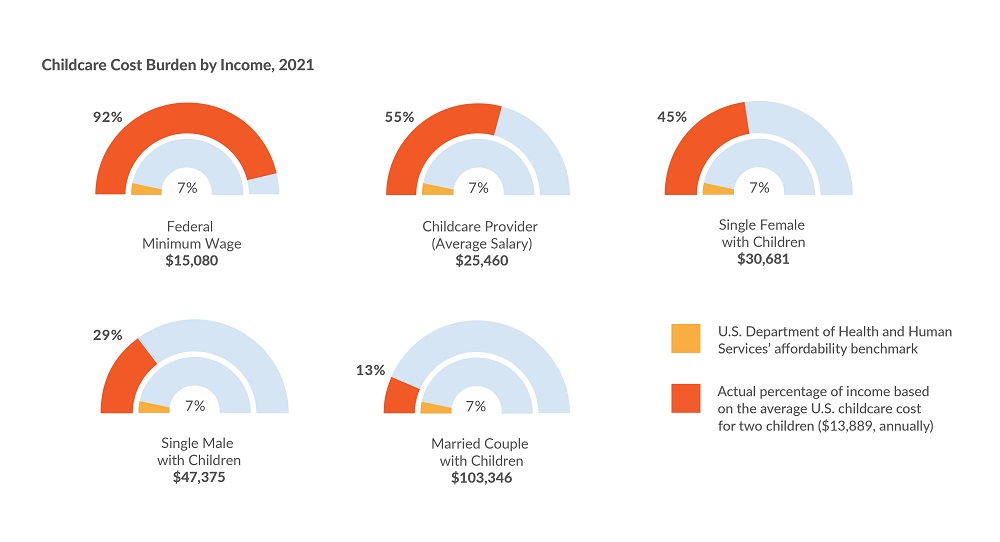 Childcare Cost Burden by Income, 2021
92%
7%
Federal
Minimum Wage
$15,080
55%
7%
Childcare Provider
(Average Salary)
$25,460
45%
7%
Single Female
with Children
$30,681
29%
7%
Single Male
with Children
$47,375
13%
7%
Married Couple
with Children
$103,346
U.S. Department of Health and Human
Services’ affordability benchmark
Actual percentage of income based
on the average U.S. childcare cost
for two children ($13,889, annually)